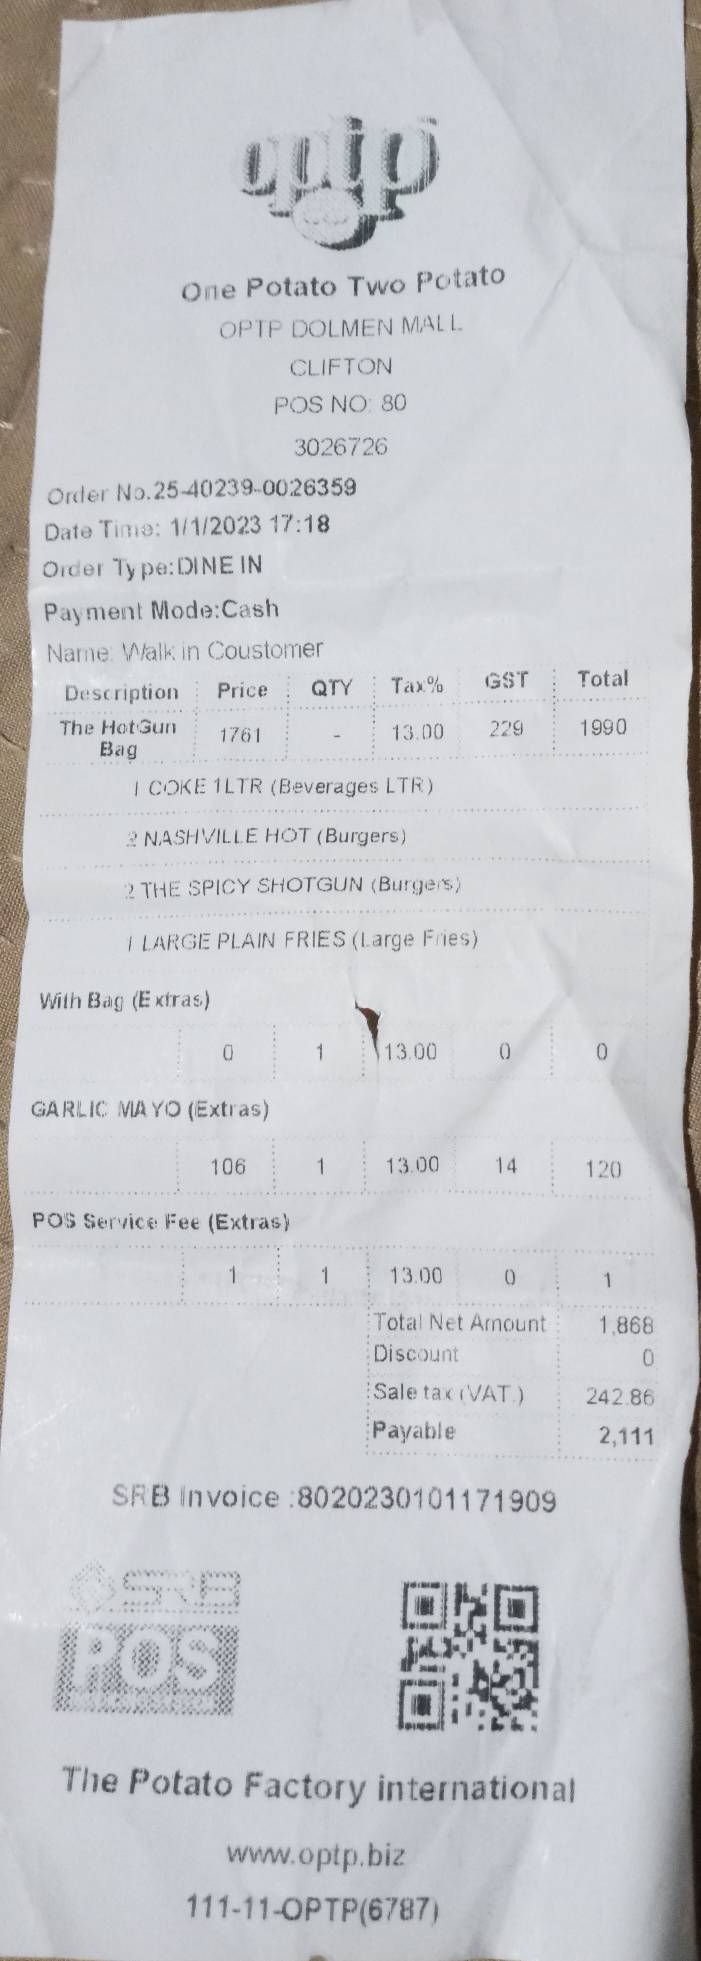 optp
One Potato Two Potato
OPTP DOLMEN MALL
CLIFTON
POS NO: 80
3026726
Order No.25-40239-0026359
Date Time: 1/1/2023 17:18
Order Type:DINE IN
Payment Mode:Cash
Name: Walk in Coustomer
Description Price QTY Tax% GST Total
The HotGun Bag 1761 - 13.00 229 1990
1 COKE 1LTR (Beverages LTR)
2 NASHVILLE HOT (Burgers)
2 THE SPICY SHOTGUN (Burgers)
1 LARGE PLAIN FRIES (Large Fries)
With Bag (Extras)
0 1 13.00 0 0
GARLIC MAYO (Extras)
106 1 13.00 14 120
POS Service Fee (Extras)
1 1 13.00 0 1
Total Net Amount 1,868
Discount 0
Sale tax (VAT.) 242.86
Payable 2,111
SRB Invoice :8020230101171909
SRB
POS
The Potato Factory international
www.optp.biz
111-11-OPTP(6787)